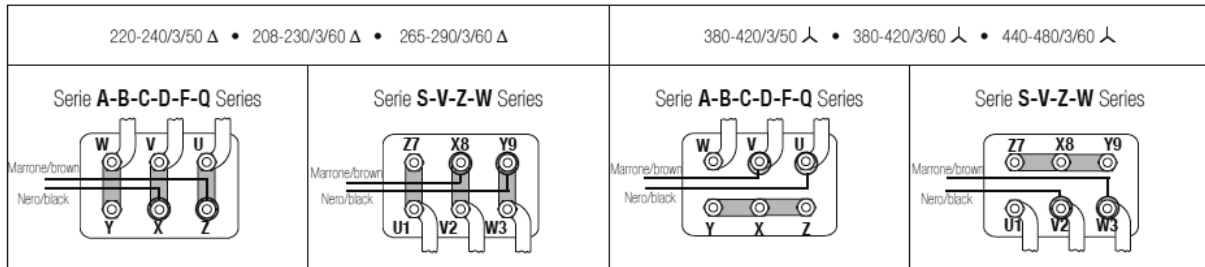 220-240/3/50 Δ • 208-230/3/60 Δ • 265-290/3/60 Δ
380-420/3/50 人 • 380-420/3/60 人 • 440-480/3/60 人
Serie A-B-C-D-F-Q Series
W V U
Marrone/brown
Nero/black
Y X Z
Serie S-V-Z-W Series
Z7 X8 Y9
Marrone/brown
Nero/black
U1 V2 W3
Serie A-B-C-D-F-Q Series
W V U
Marrone/brown
Nero/black
Y X Z
Serie S-V-Z-W Series
Z7 X8 Y9
Marrone/brown
Nero/black
U1 V2 W3